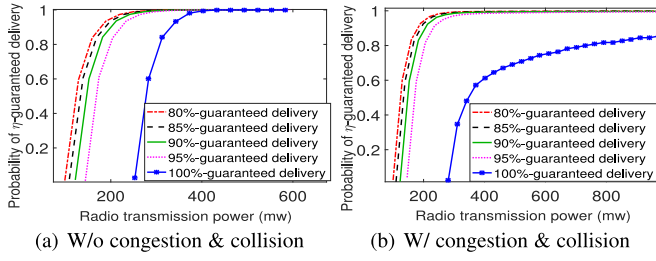 Probability of η-guaranteed delivery
1
0.8
0.6
0.4
0.2
80%-guaranteed delivery
85%-guaranteed delivery
90%-guaranteed delivery
95%-guaranteed delivery
100%-guaranteed delivery
200 400 600
Radio transmission power (mw)
(a) W/o congestion & collision
Probability of η-guaranteed delivery
1
0.8
0.6
0.4
0.2
80%-guaranteed delivery
85%-guaranteed delivery
90%-guaranteed delivery
95%-guaranteed delivery
100%-guaranteed delivery
200 400 600 800
Radio transmission power (mw)
(b) W/ congestion & collision